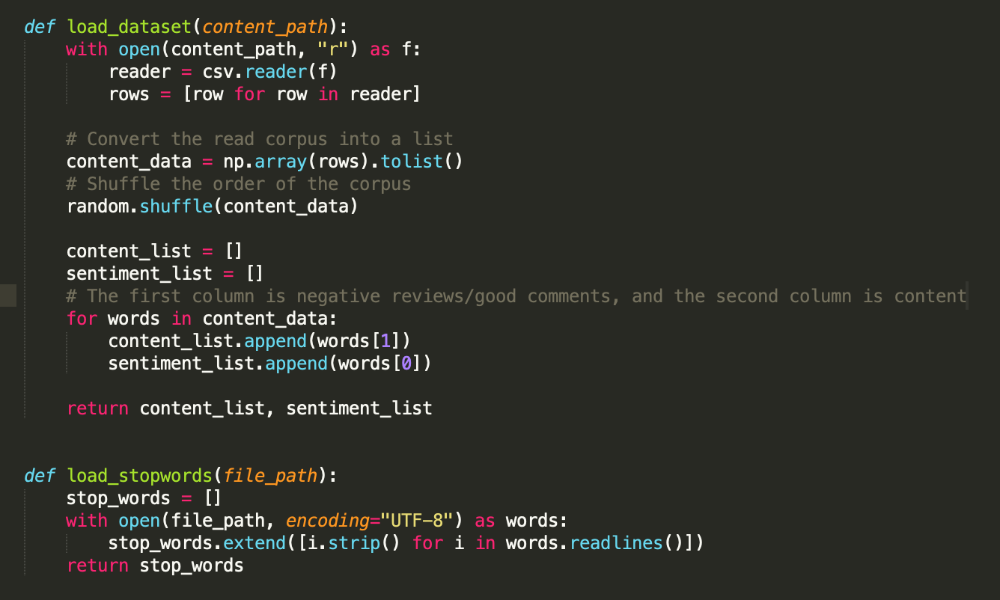 def load_dataset(content_path):
    with open(content_path, "r") as f:
        reader = csv.reader(f)
        rows = [row for row in reader]

    # Convert the read corpus into a list
    content_data = np.array(rows).tolist()
    # Shuffle the order of the corpus
    random.shuffle(content_data)

    content_list = []
    sentiment_list = []
    # The first column is negative reviews/good comments, and the second column is content
    for words in content_data:
        content_list.append(words[1])
        sentiment_list.append(words[0])

    return content_list, sentiment_list


def load_stopwords(file_path):
    stop_words = []
    with open(file_path, encoding="UTF-8") as words:
        stop_words.extend([i.strip() for i in words.readlines()])
    return stop_words